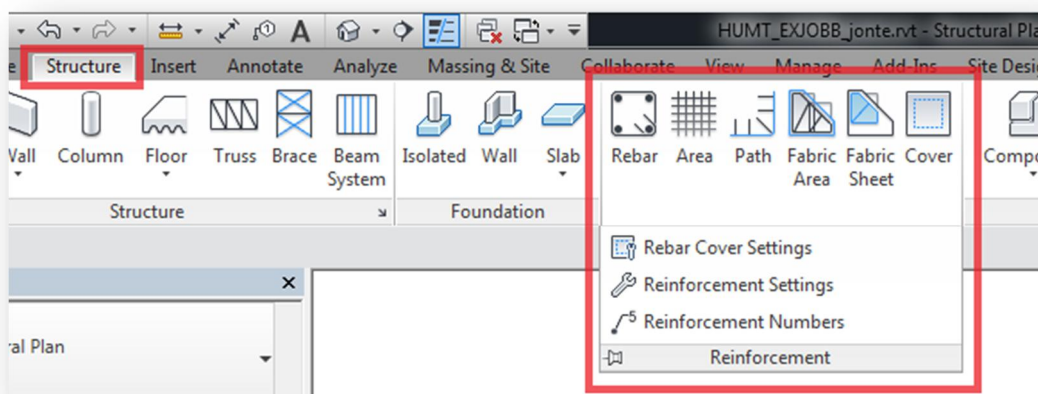 A
HUMT_EXJOBB_jonte.rvt - Structural Pla
e Structure Insert Annotate Analyze Massing & Site Collaborate View Manage Add-Ins Site Desi
Wall Column Floor Truss Brace Beam System Isolated Wall Slab Rebar Area Path Fabric Area Fabric Sheet Cover Compo
Structure Foundation
Rebar Cover Settings
5 Reinforcement Settings
Reinforcement Numbers
ral Plan
Reinforcement